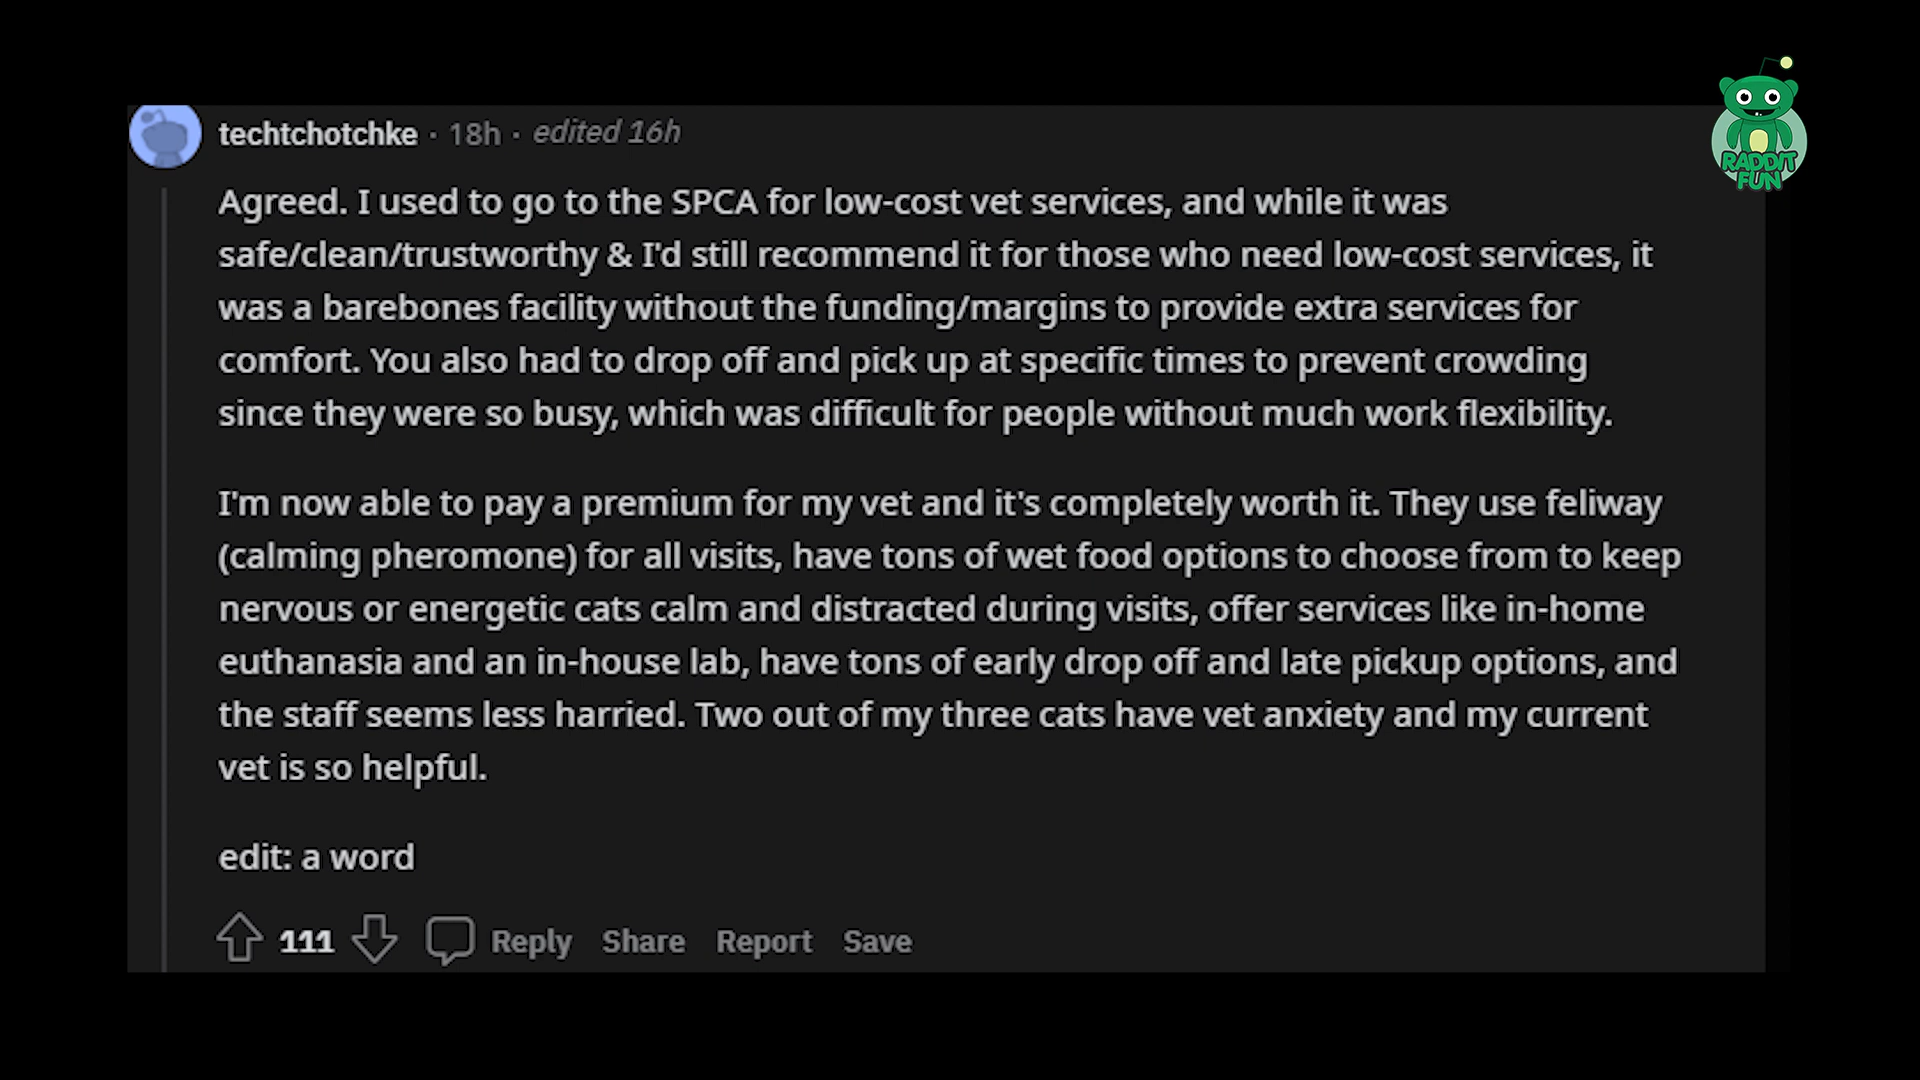 techtchotchke · 18h · edited 16h
RADDIT
FUN
Agreed. I used to go to the SPCA for low-cost vet services, and while it was
safe/clean/trustworthy & I'd still recommend it for those who need low-cost services, it
was a barebones facility without the funding/margins to provide extra services for
comfort. You also had to drop off and pick up at specific times to prevent crowding
since they were so busy, which was difficult for people without much work flexibility.
I'm now able to pay a premium for my vet and it's completely worth it. They use feliway
(calming pheromone) for all visits, have tons of wet food options to choose from to keep
nervous or energetic cats calm and distracted during visits, offer services like in-home
euthanasia and an in-house lab, have tons of early drop off and late pickup options, and
the staff seems less harried. Two out of my three cats have vet anxiety and my current
vet is so helpful.
edit: a word
111 Reply Share Report Save